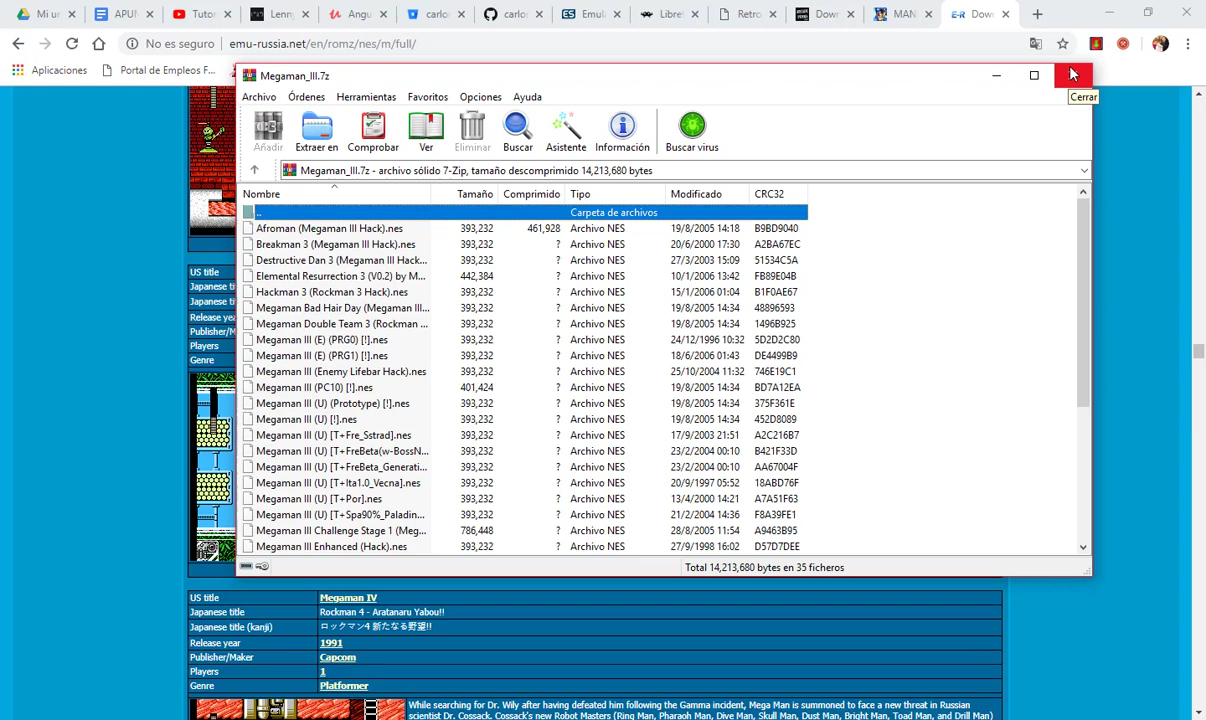 Mi un
APUN
Tutor
Lenny
Angu
carlo
carlo
Emula
Libret
Retro
Down
MAN
Down
No es seguro
emu-russia.net/en/romz/nes/m/full/
Aplicaciones
Portal de Empleos F...
Megaman_III.7z
Cerrar
Archivo Órdenes Herramientas Favoritos Opciones Ayuda
Añadir Extraer en Comprobar Ver Eliminar Buscar Asistente Información Buscar virus
Megaman_III.7z - archivo sólido 7-Zip, tamaño descomprimido 14,213,680 bytes
Nombre Tamaño Comprimido Tipo Modificado CRC32
.. Carpeta de archivos
Afroman (Megaman III Hack).nes 393,232 461,928 Archivo NES 19/8/2005 14:18 B9BD9040
Breakman 3 (Megaman III Hack).nes 393,232 ? Archivo NES 20/6/2000 17:30 A2BA67EC
Destructive Dan 3 (Megaman III Hack... 393,232 ? Archivo NES 27/3/2003 15:09 51534C5A
Elemental Resurrection 3 (V0.2) by M... 442,384 ? Archivo NES 10/1/2006 13:42 FB89E04B
Hackman 3 (Rockman 3 Hack).nes 393,232 ? Archivo NES 15/1/2006 01:04 B1F0AE67
Megaman Bad Hair Day (Megaman III... 393,232 ? Archivo NES 19/8/2005 14:34 48896593
Megaman Double Team 3 (Rockman ... 393,232 ? Archivo NES 19/8/2005 14:34 1496B925
Megaman III (E) (PRG0) [!].nes 393,232 ? Archivo NES 24/12/1996 10:32 5D2D2C80
Megaman III (E) (PRG1) [!].nes 393,232 ? Archivo NES 18/6/2006 01:43 DE4499B9
Megaman III (Enemy Lifebar Hack).nes 393,232 ? Archivo NES 25/10/2004 11:32 746E19C1
Megaman III (PC10) [!].nes 401,424 ? Archivo NES 19/8/2005 14:34 BD7A12EA
Megaman III (U) (Prototype) [!].nes 393,232 ? Archivo NES 19/8/2005 14:34 375F361E
Megaman III (U) [!].nes 393,232 ? Archivo NES 19/8/2005 14:34 452D8089
Megaman III (U) [T+Fre_Sstrad].nes 393,232 ? Archivo NES 17/9/2003 21:51 A2C216B7
Megaman III (U) [T+FreBeta(w-BossN... 393,232 ? Archivo NES 23/2/2004 00:10 B421F33D
Megaman III (U) [T+FreBeta_Generati... 393,232 ? Archivo NES 23/2/2004 00:10 AA67004F
Megaman III (U) [T+Ita1.0_Vecna].nes 393,232 ? Archivo NES 20/9/1997 05:52 18ABD76F
Megaman III (U) [T+Por].nes 393,232 ? Archivo NES 13/4/2000 14:21 A7A51F63
Megaman III (U) [T+Spa90%_Paladin... 393,232 ? Archivo NES 21/2/2004 14:36 F8A39FE1
Megaman III Challenge Stage 1 (Meg... 786,448 ? Archivo NES 28/8/2005 11:54 A9463B95
Megaman III Enhanced (Hack).nes 393,232 ? Archivo NES 27/9/1998 16:02 D57D7DEE
Total 14,213,680 bytes en 35 ficheros
US title
Japanese title
Japanese titl
Release yea
Publisher/M
Players
Genre
US title Megaman IV
Japanese title Rockman 4 - Aratanaru Yabou!!
Japanese title (kanji) ロックマン4 新たなる野望!!
Release year 1991
Publisher/Maker Capcom
Players 1
Genre Platformer
While searching for Dr. Wily after having defeated him following the Gamma incident, Mega Man is summoned to face a new threat in Russian
scientist Dr. Cossack. Cossack's new Robot Masters (Ring Man, Pharaoh Man, Dive Man, Skull Man, Dust Man, Bright Man, Toad Man, and Drill Man)